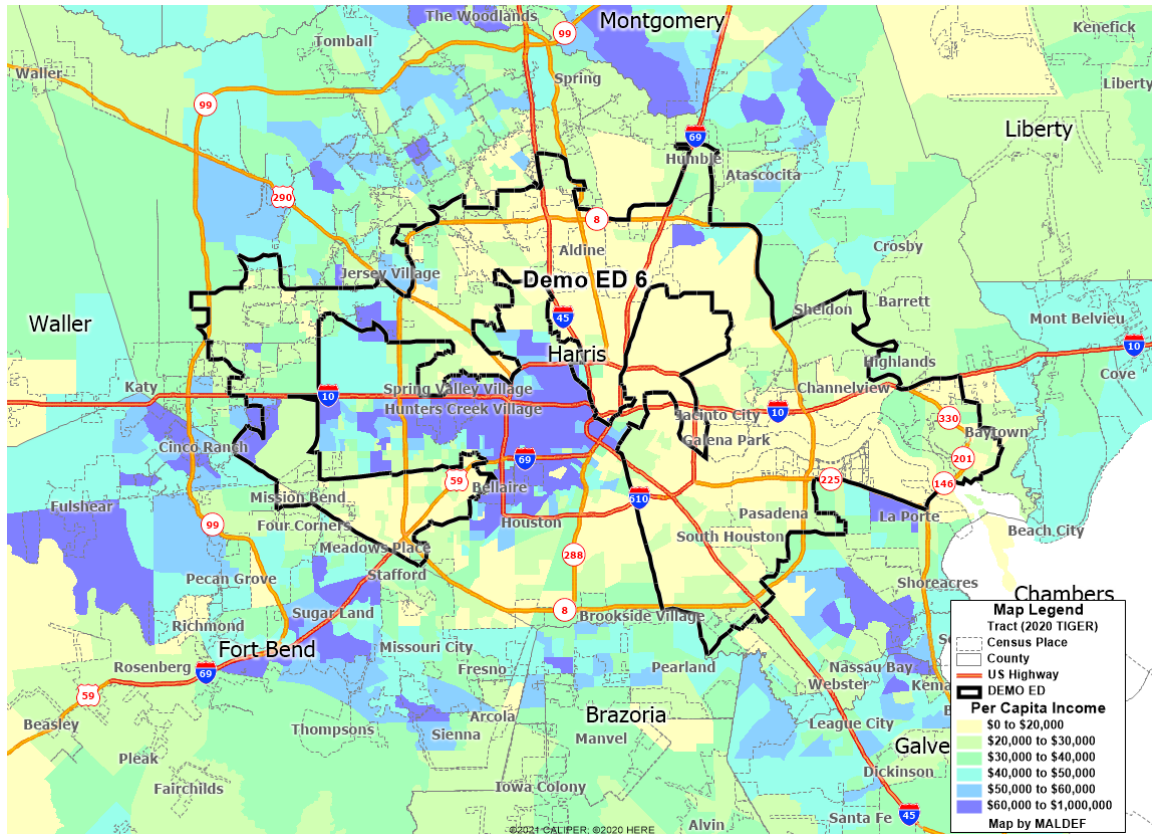 The Woodlands
Montgomery
99
Kenefick
Tomball
Waller
Spring
Liberty
99
69
Liberty
Humble
Atascocita
290
8
Aldine
Crosby
Jersey Village
Demo ED 6
Barrett
Sheldon
Waller
45
Mont Belvieu
10
Harris
Highlands
Cove
Katy
Spring Valley Village
Channelview
10
Hunters Creek Village
Jacinto City
10
330
Baytown
Cinco Ranch
Galena Park
69
201
59
Bellaire
225
146
Mission Bend
610
Fulshear
Pasadena
La Porte
Four Corners
Houston
99
Beach City
South Houston
Meadows Place
288
Stafford
Pecan Grove
Shoreacres
Chambers
Sugar Land
8
Brookside Village
Richmond
Fort Bend
Missouri City
Rosenberg
69
Fresno
Pearland
Nassau Bay
Webster
Kema
59
Beasley
Arcola
Brazoria
Thompsons
Sienna
Manvel
League City
Galve
Pleak
Dickinson
Fairchilds
Iowa Colony
Alvin
Santa Fe
45
Map Legend
Tract (2020 TIGER)
Census Place
County
US Highway
DEMO ED
Per Capita Income
$0 to $20,000
$20,000 to $30,000
$30,000 to $40,000
$40,000 to $50,000
$50,000 to $60,000
$60,000 to $1,000,000
Map by MALDEF
©2021 CALIPER; ©2020 HERE